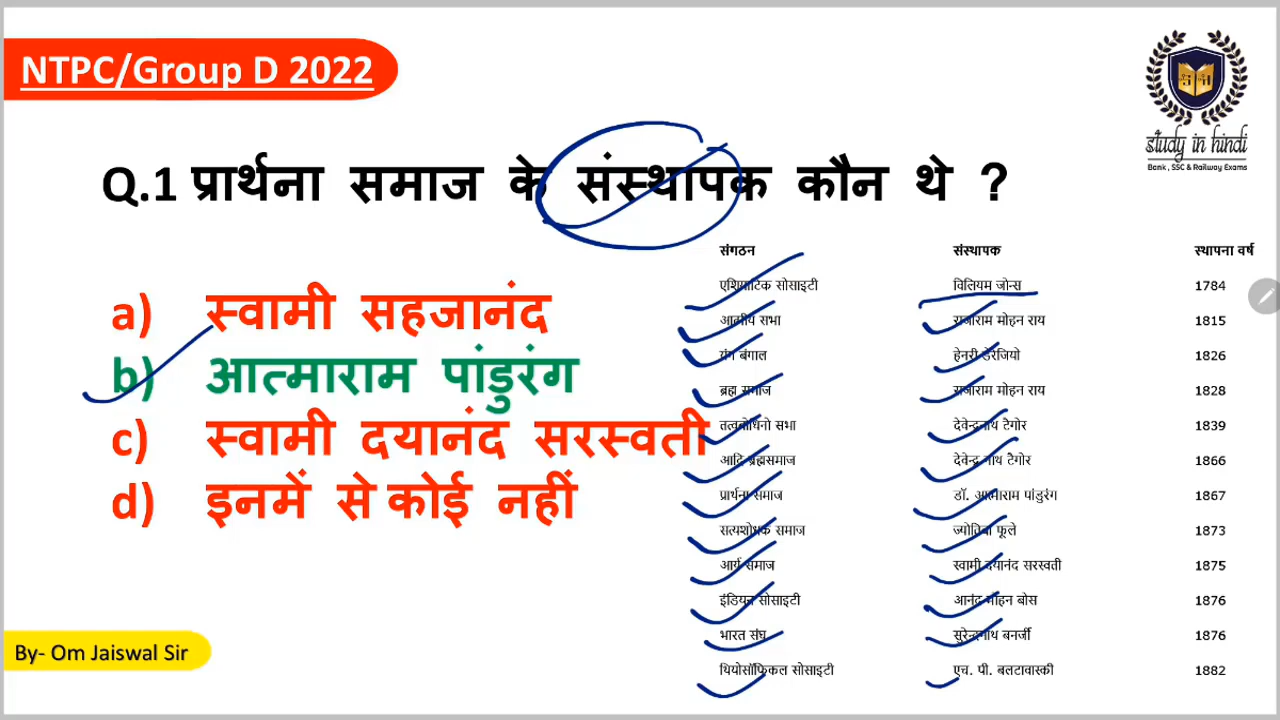 NTPC/Group D 2022
study in hindi
Bank , SSC & Railway Exams
Q.1 प्रार्थना समाज के संस्थापक कौन थे ?
a) स्वामी सहजानंद
b) आत्माराम पांडुरंग
c) स्वामी दयानंद सरस्वती
d) इनमें से कोई नहीं
संगठन संस्थापक स्थापना वर्ष
एशियाटिक सोसाइटी विलियम जोन्स 1784
आत्मीय सभा राजाराम मोहन राय 1815
यंग बंगाल हेनरी डेरेजियो 1826
ब्रह्म समाज राजाराम मोहन राय 1828
तत्वबोधिनी सभा देवेन्द्रनाथ टैगोर 1839
आदि ब्रह्मसमाज देवेन्द्र नाथ टैगोर 1866
प्रार्थना समाज डॉ. आत्माराम पांडुरंग 1867
सत्यशोधक समाज ज्योतिबा फूले 1873
आर्य समाज स्वामी दयानंद सरस्वती 1875
इंडियन सोसाइटी आनंद मोहन बोस 1876
भारत संघ सुरेन्द्रनाथ बनर्जी 1876
थियोसॉफिकल सोसाइटी एच. पी. बलटावास्की 1882
By- Om Jaiswal Sir